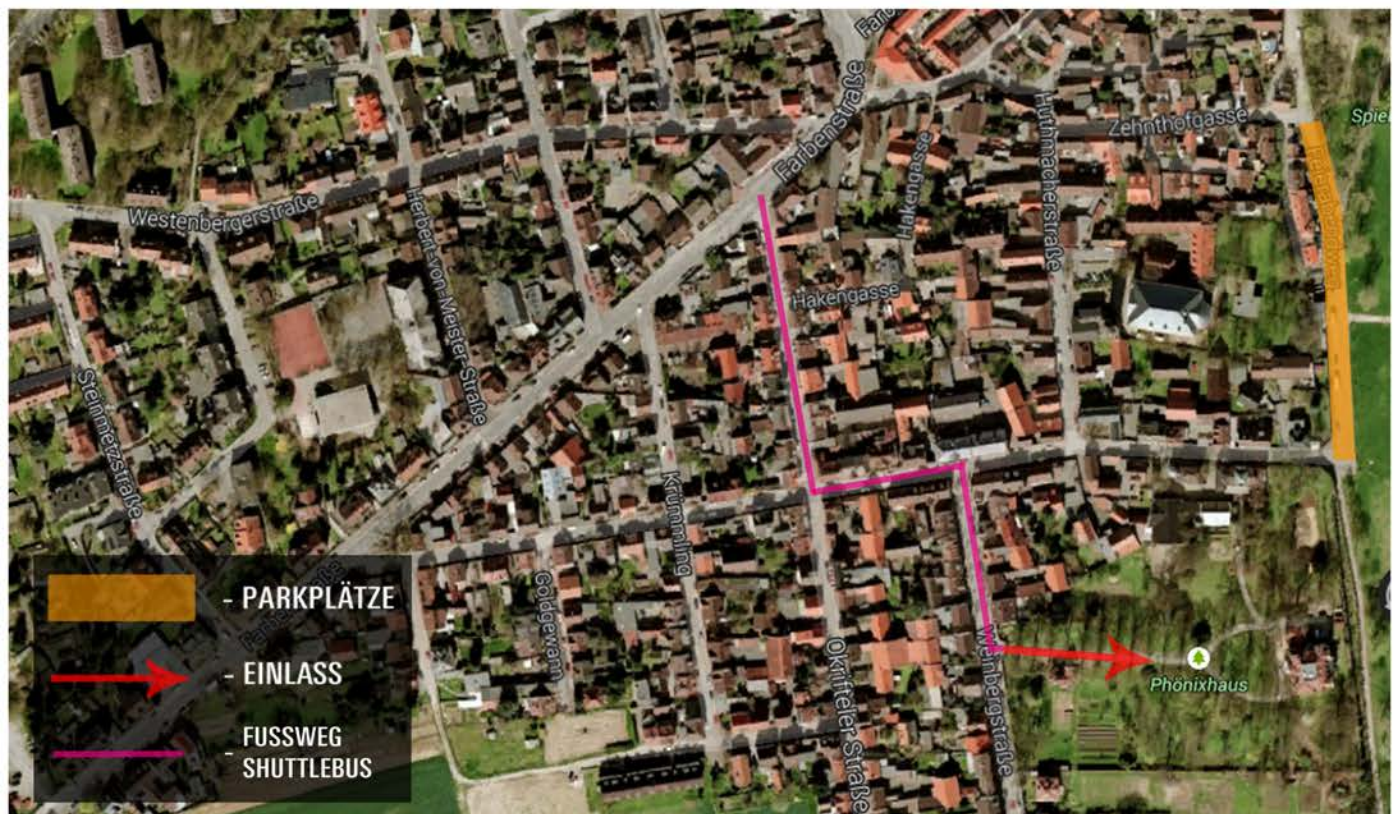 Farb
Spiel
Zehnthofgasse
Farbenstraße
Hakengasse
Huthmacherstraße
Westenbergerstraße
Herbert-von-Meister-Straße
Hakengasse
Steinmetzstraße
Krümmling
Goldgewann
Okrifteler Straße
Weinbergstraße
Phönixhaus
- PARKPLÄTZE
- EINLASS
- FUSSWEG
SHUTTLEBUS